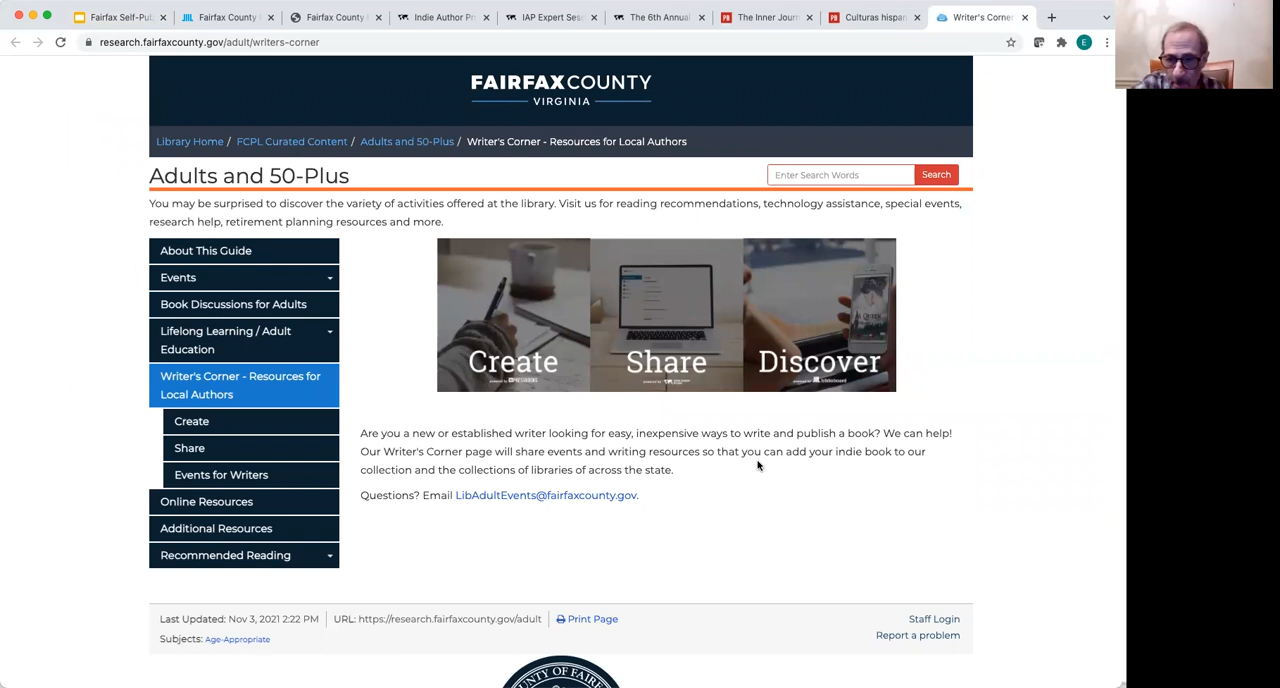 Fairfax Self-Pub
Fairfax County
Fairfax County
Indie Author Pr
IAP Expert Ses
The 6th Annual
The Inner Jour
Culturas hispan
Writer's Corner
research.fairfaxcounty.gov/adult/writers-corner
E
FAIRFAX COUNTY
VIRGINIA
Library Home / FCPL Curated Content / Adults and 50-Plus / Writer's Corner - Resources for Local Authors
Adults and 50-Plus
Enter Search Words
Search
You may be surprised to discover the variety of activities offered at the library. Visit us for reading recommendations, technology assistance, special events,
research help, retirement planning resources and more.
About This Guide
Events
Book Discussions for Adults
Lifelong Learning / Adult
Education
Writer's Corner - Resources for
Local Authors
Create
Share
Events for Writers
Online Resources
Additional Resources
Recommended Reading
Create
Share
Discover
Are you a new or established writer looking for easy, inexpensive ways to write and publish a book? We can help!
Our Writer's Corner page will share events and writing resources so that you can add your indie book to our
collection and the collections of libraries of across the state.
Questions? Email LibAdultEvents@fairfaxcounty.gov.
Last Updated: Nov 3, 2021 2:22 PM
URL: https://research.fairfaxcounty.gov/adult
Print Page
Staff Login
Subjects: Age-Appropriate
Report a problem